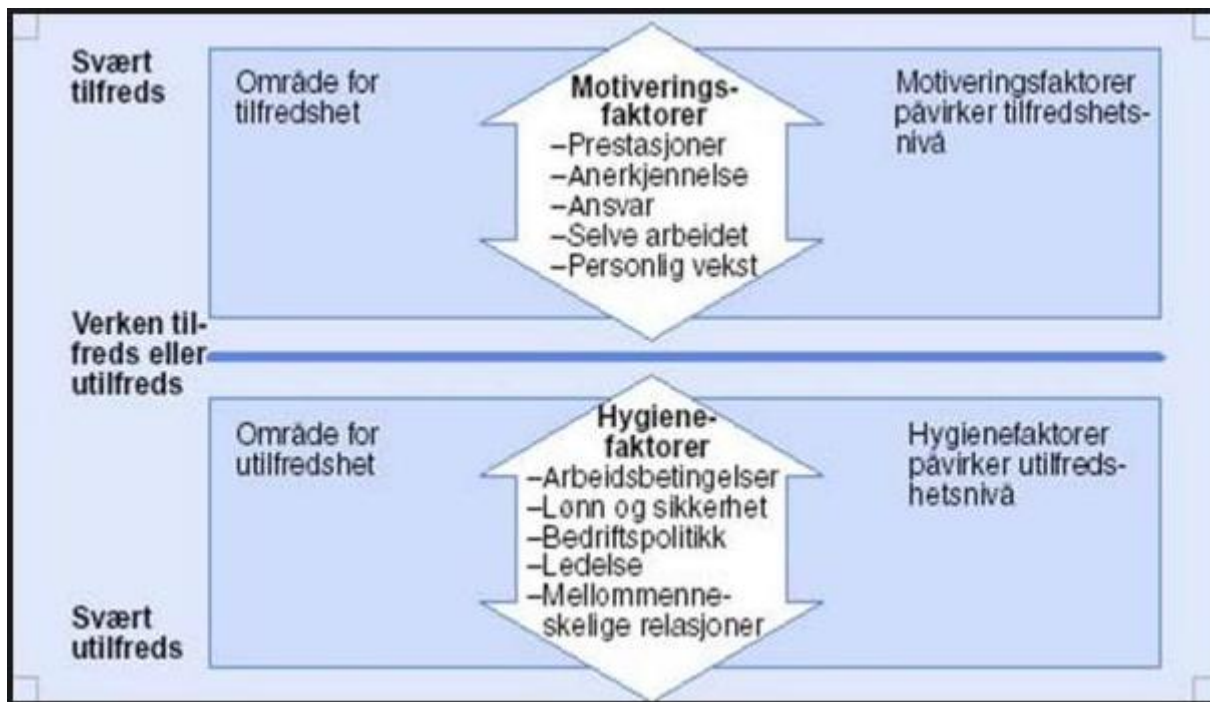 Svært
tilfreds
Område for
tilfredshet
Motiverings-
faktorer
–Prestasjoner
–Anerkjennelse
–Ansvar
–Selve arbeidet
–Personlig vekst
Motiveringsfaktorer
påvirker tilfredshets-
nivå
Verken til-
freds eller
utilfreds
Område for
utilfredshet
Hygiene-
faktorer
–Arbeidsbetingelser
–Lønn og sikkerhet
–Bedriftspolitikk
–Ledelse
–Mellommenne-
skelige relasjoner
Hygienefaktorer
påvirker utilfreds-
hetsnivå
Svært
utilfreds